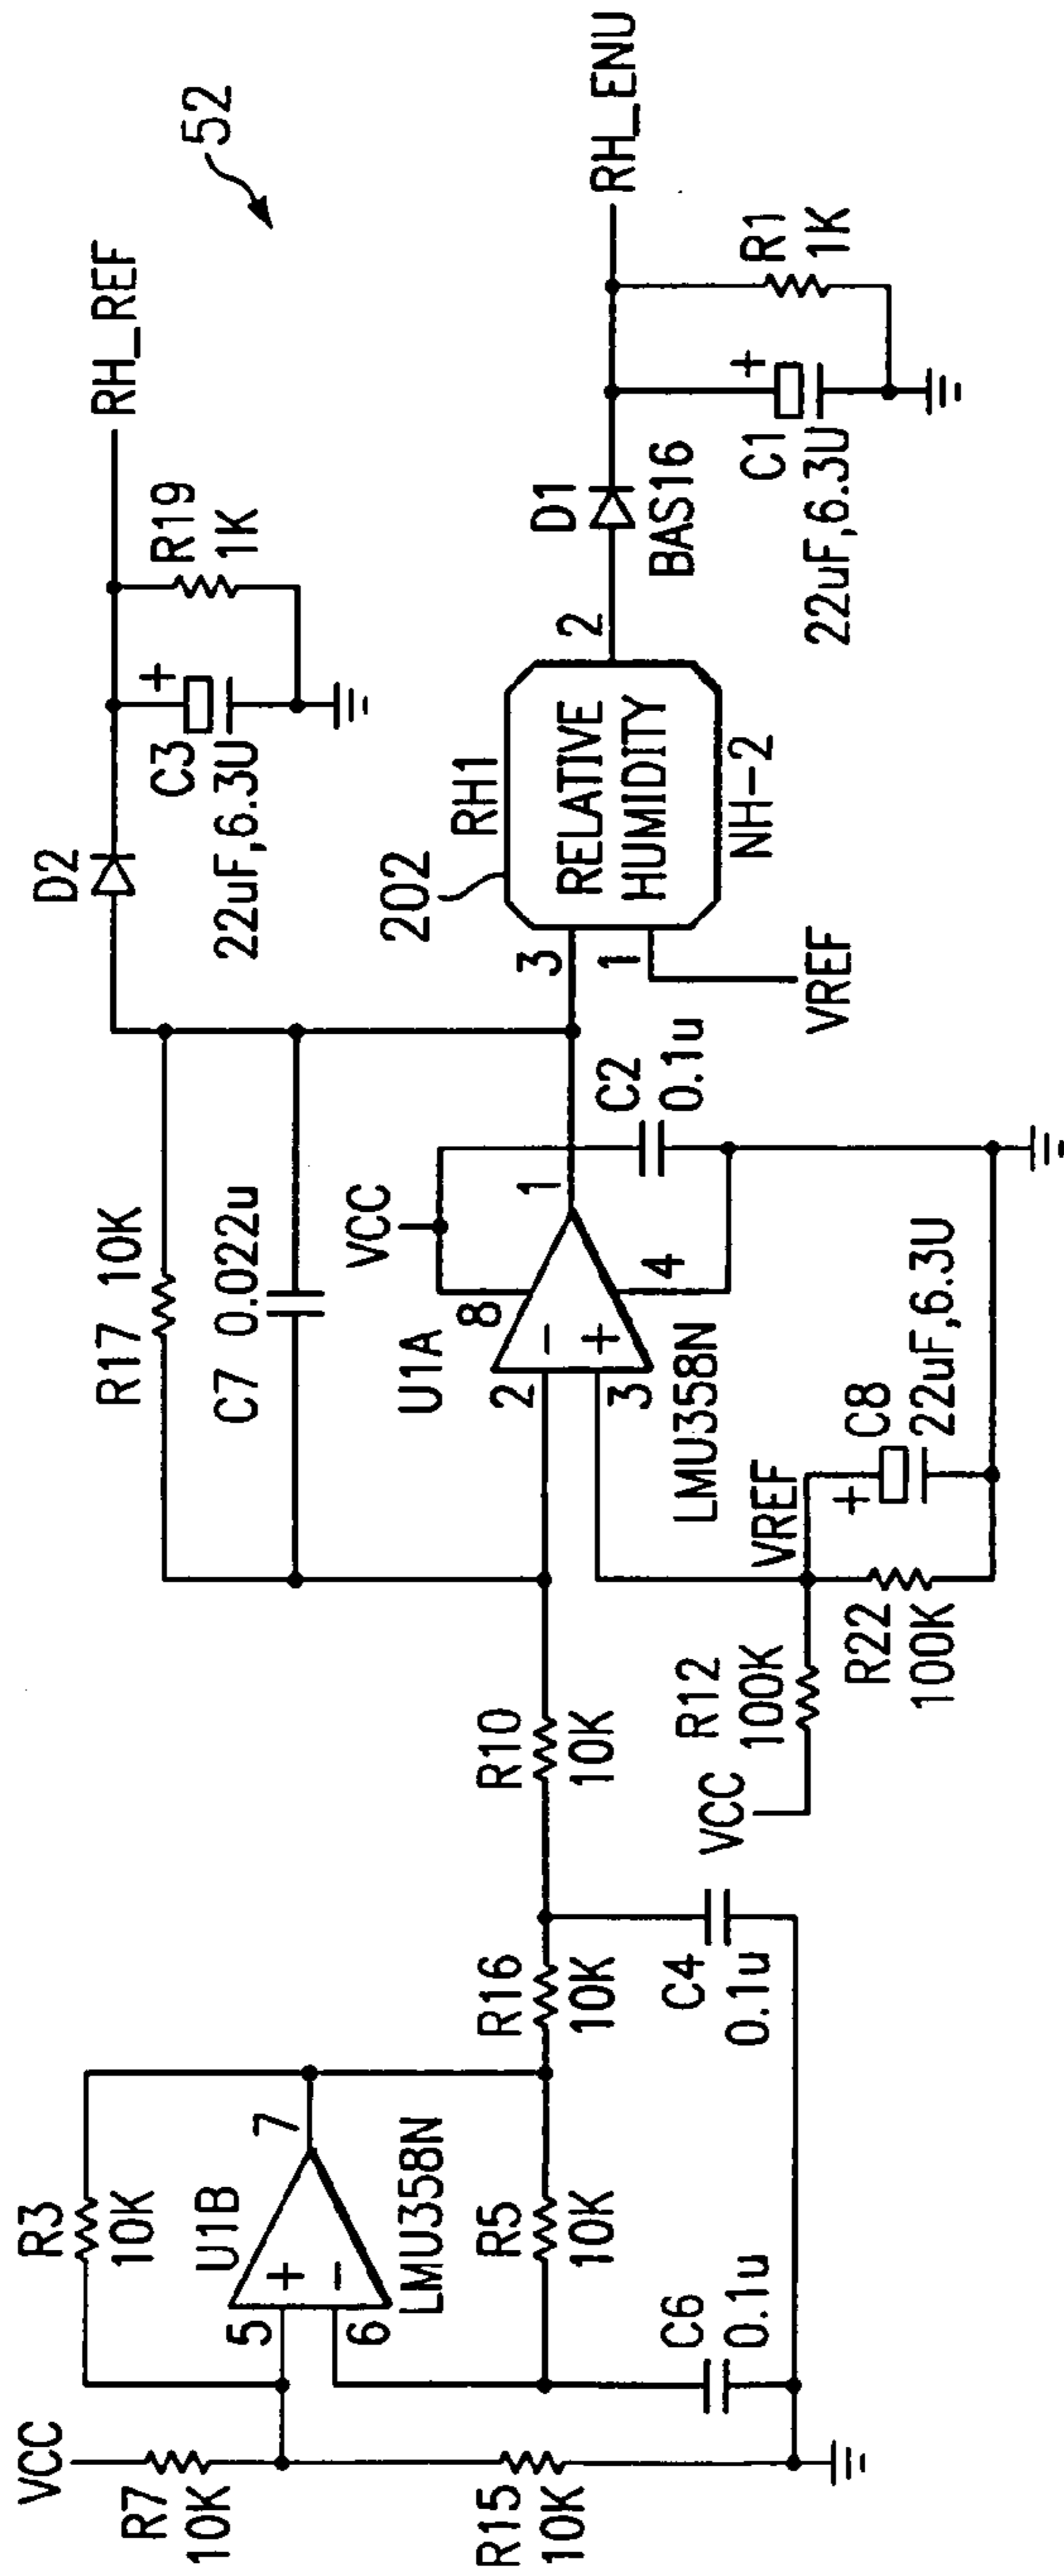 52
RH_REF
RH_ENU
D2
C3
22uF,6.3U
R19
1K
R17 10K
C7 0.022u
202
RH1
RELATIVE
HUMIDITY
NH-2
3
1
2
VREF
D1
BAS16
C1
22uF,6.3U
R1
1K
VCC
8
U1A
2
3
1
4
LMU358N
C2
0.1u
VREF
C8
22uF,6.3U
R22
100K
R12
100K
VCC
R10
10K
R16
10K
C4
0.1u
R3
10K
U1B
5
6
7
LMU358N
R5
10K
C6
0.1u
VCC
R7
10K
R15
10K
+
-
-
+
+
+
+